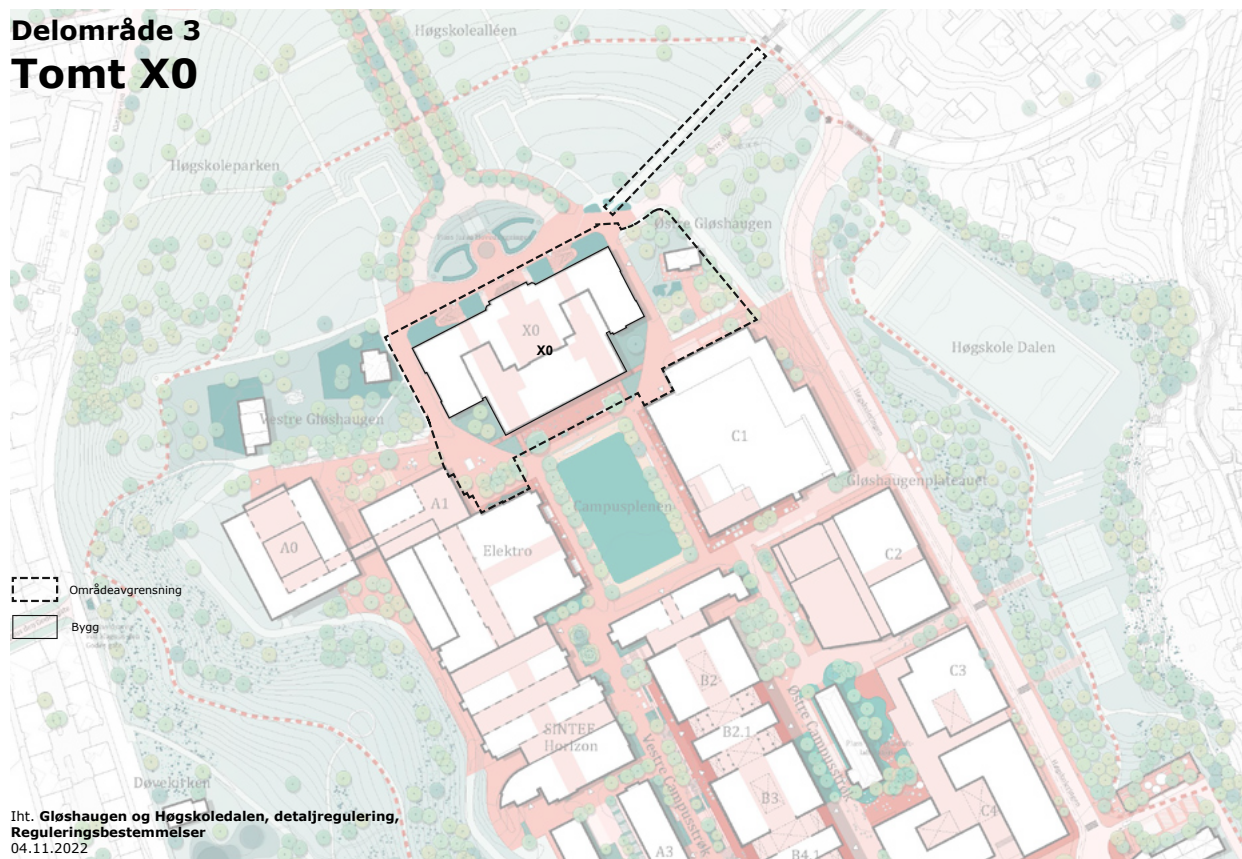 Delområde 3
Tomt X0
Høgskolealléen
Høgskoleparken
Østre Gløshaugen
X0
X0
Høgskole Dalen
Vestre Gløshaugen
C1
Gløshaugenplateauet
Campusplenen
A1
A0
Elektro
C2
Områdeavgrensning
Bygg
C3
B2
B2.1
SINTEF
Horizon
Vestre Campusstrøk
Østre Campusstrøk
Døvekirken
B3
C4
A3
B4.1
Iht. Gløshaugen og Høgskoledalen, detaljregulering,
Reguleringsbestemmelser
04.11.2022